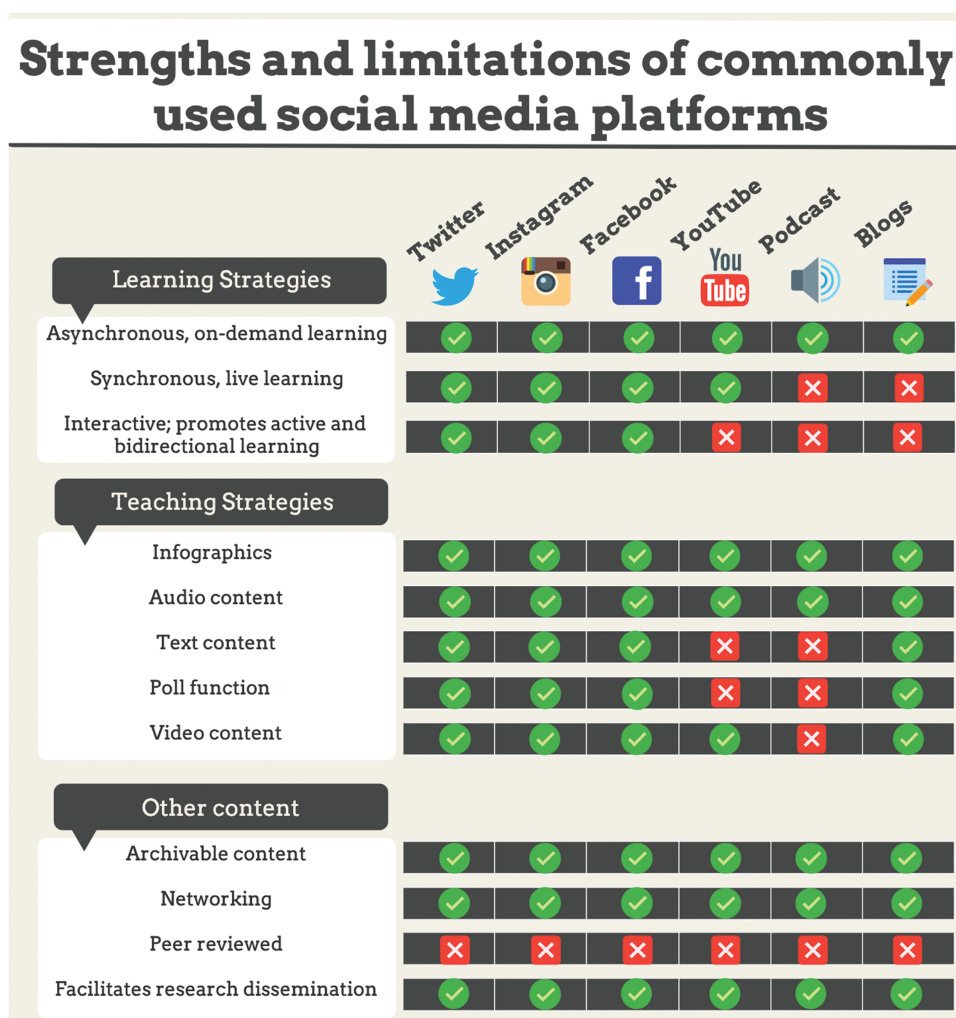 Strengths and limitations of commonly
used social media platforms
Twitter
Instagram
Facebook
YouTube
Podcast
Blogs
f
You
Tube
Learning Strategies
Asynchronous, on-demand learning
Synchronous, live learning
Interactive; promotes active and
bidirectional learning
Teaching Strategies
Infographics
Audio content
Text content
Poll function
Video content
Other content
Archivable content
Networking
Peer reviewed
Facilitates research dissemination